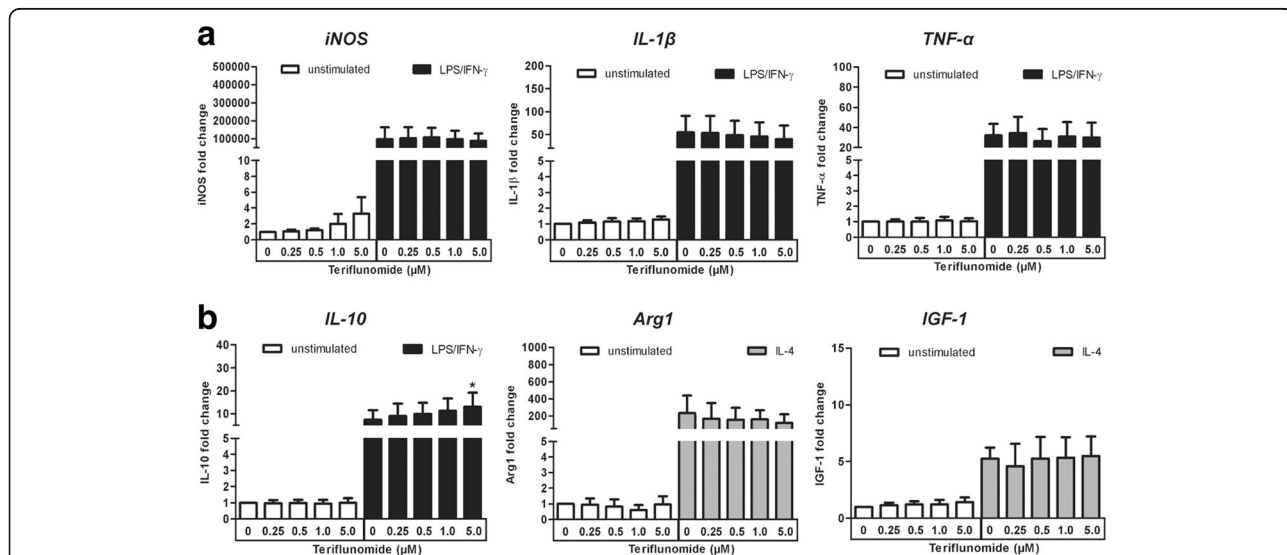 a
iNOS
unstimulated LPS/IFN-γ
iNOS fold change
500000
400000
300000
200000
100000
10
8
6
4
2
0
0 0.25 0.5 1.0 5.0 0 0.25 0.5 1.0 5.0
Teriflunomide (µM)
IL-1β
unstimulated LPS/IFN-γ
IL-1β fold change
200
150
100
50
5
4
3
2
1
0
0 0.25 0.5 1.0 5.0 0 0.25 0.5 1.0 5.0
Teriflunomide (µM)
TNF-α
unstimulated LPS/IFN-γ
TNF-α fold change
100
80
60
40
20
5
4
3
2
1
0
0 0.25 0.5 1.0 5.0 0 0.25 0.5 1.0 5.0
Teriflunomide (µM)
b
IL-10
unstimulated LPS/IFN-γ
IL-10 fold change
40
30
20
10
5
4
3
2
1
0
*
0 0.25 0.5 1.0 5.0 0 0.25 0.5 1.0 5.0
Teriflunomide (µM)
Arg1
unstimulated IL-4
Arg1 fold change
1000
800
600
400
200
5
4
3
2
1
0
0 0.25 0.5 1.0 5.0 0 0.25 0.5 1.0 5.0
Teriflunomide (µM)
IGF-1
unstimulated IL-4
IGF-1 fold change
15
10
5
0
0 0.25 0.5 1.0 5.0 0 0.25 0.5 1.0 5.0
Teriflunomide (µM)